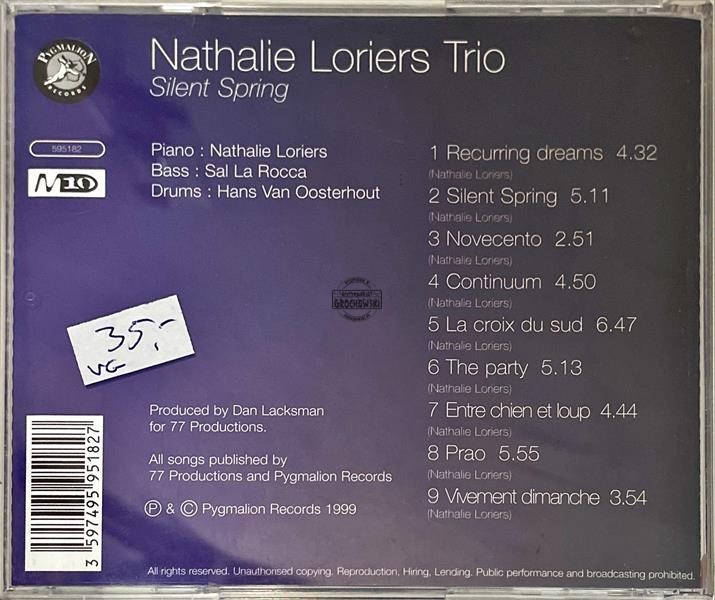 PYGMALION
RECORDS
Nathalie Loriers Trio
Silent Spring
595182
M10
Piano : Nathalie Loriers
Bass : Sal La Rocca
Drums : Hans Van Oosterhout
1 Recurring dreams 4.32
(Nathalie Loriers)
2 Silent Spring 5.11
(Nathalie Loriers)
3 Novecento 2.51
(Nathalie Loriers)
4 Continuum 4.50
(Nathalie Loriers)
5 La croix du sud 6.47
(Nathalie Loriers)
6 The party 5.13
(Nathalie Loriers)
7 Entre chien et loup 4.44
(Nathalie Loriers)
8 Prao 5.55
(Nathalie Loriers)
9 Vivement dimanche 3.54
(Nathalie Loriers)
GROCHOWSKI
35,-
VG
Produced by Dan Lacksman
for 77 Productions.
All songs published by
77 Productions and Pygmalion Records
Ⓟ & © Pygmalion Records 1999
3 597495 951827
All rights reserved. Unauthorised copying. Reproduction, Hiring, Lending. Public performance and broadcasting prohibited.